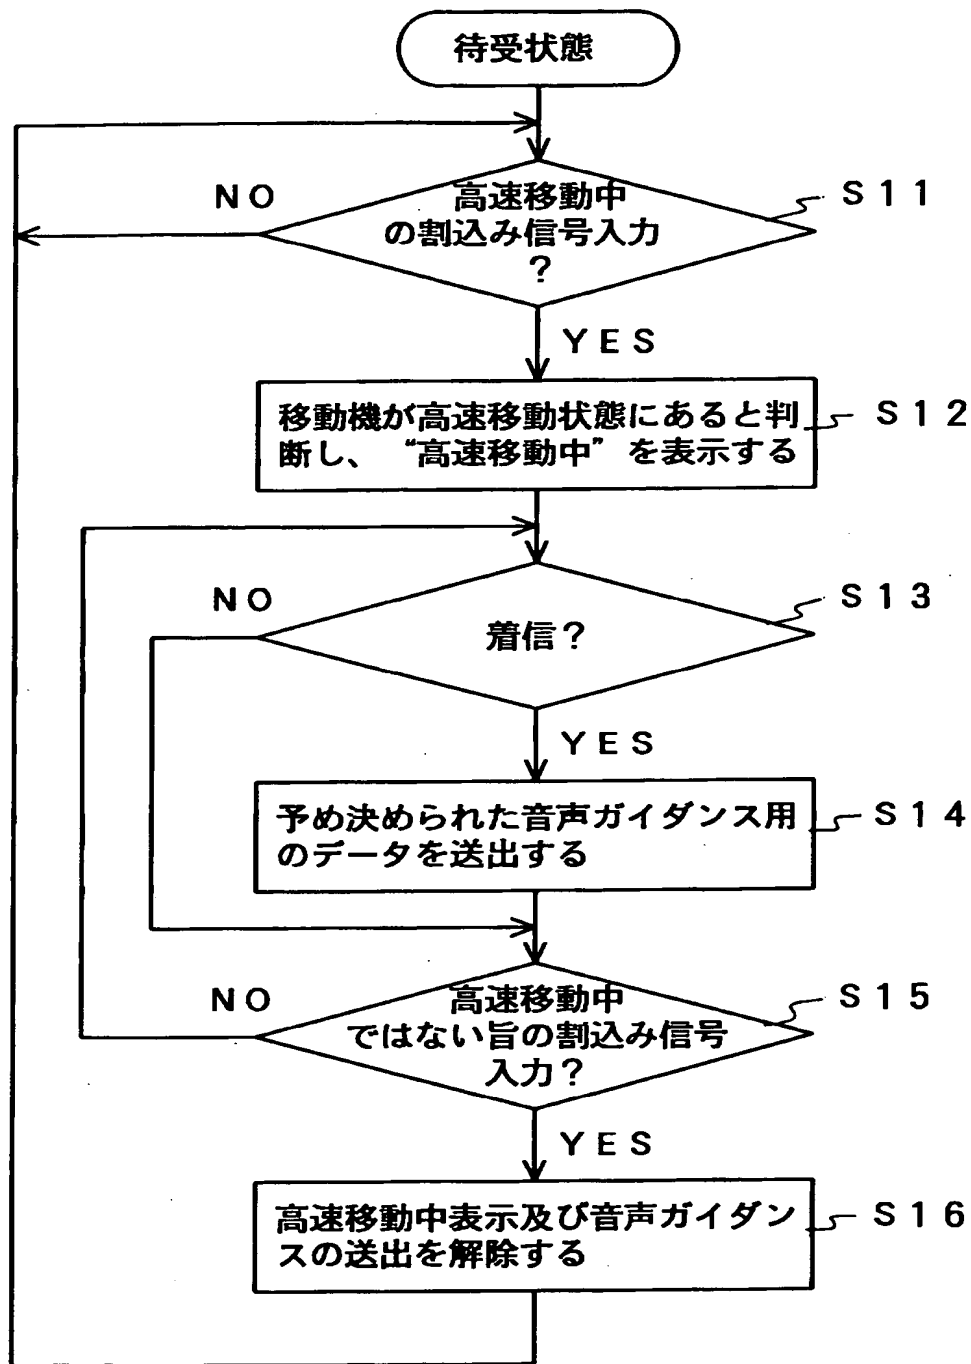 待受状態
NO
高速移動中
の割込み信号入力
?
S11
YES
移動機が高速移動状態にあると判
断し、“高速移動中”を表示する
S12
NO
着信?
S13
YES
予め決められた音声ガイダンス用
のデータを送出する
S14
NO
高速移動中
ではない旨の割込み信号
入力?
S15
YES
高速移動中表示及び音声ガイダン
スの送出を解除する
S16